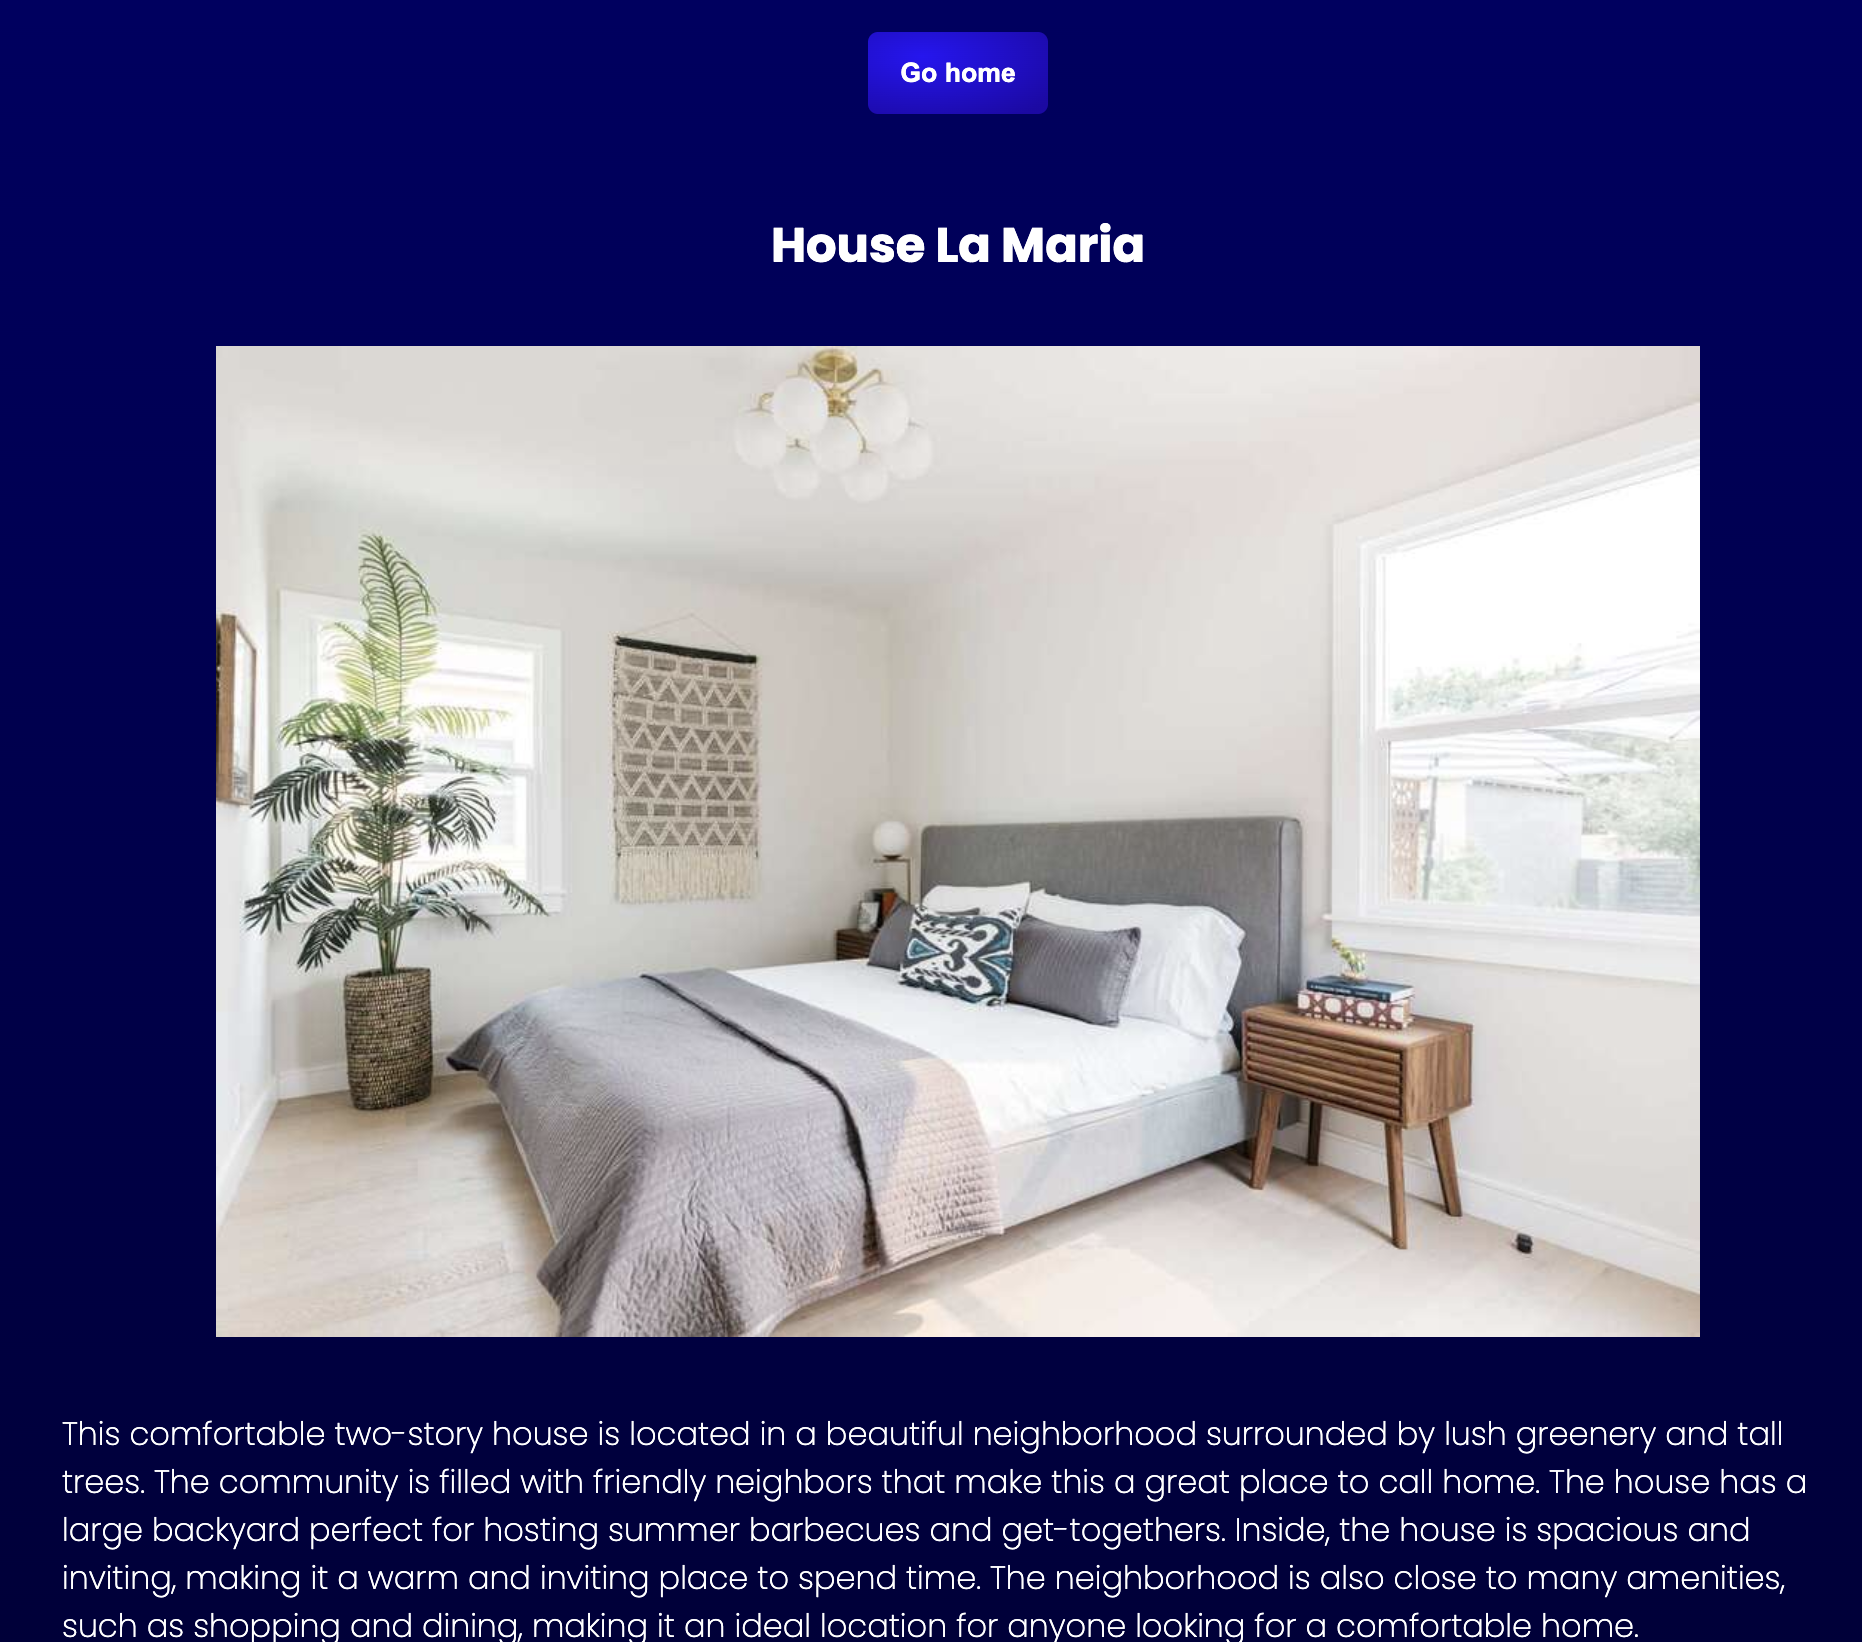 Go home
House La Maria
This comfortable two-story house is located in a beautiful neighborhood surrounded by lush greenery and tall
trees. The community is filled with friendly neighbors that make this a great place to call home. The house has a
large backyard perfect for hosting summer barbecues and get-togethers. Inside, the house is spacious and
inviting, making it a warm and inviting place to spend time. The neighborhood is also close to many amenities,
such as shopping and dining, making it an ideal location for anyone looking for a comfortable home.